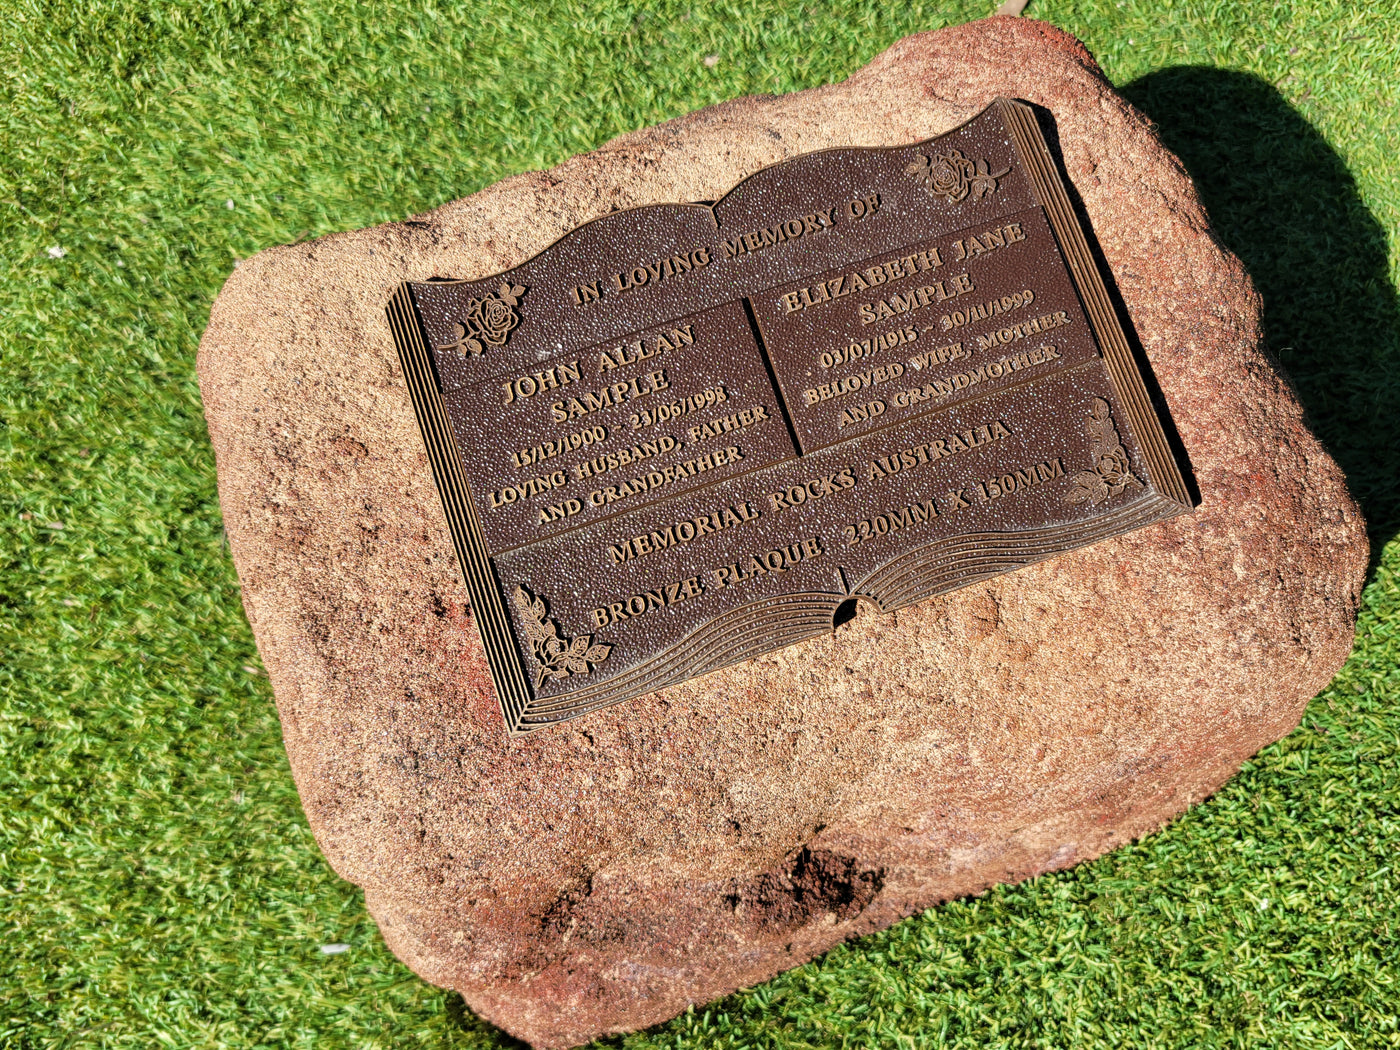 IN LOVING MEMORY OF
JOHN ALLAN
SAMPLE
15/12/1900 - 23/06/1998
LOVING HUSBAND, FATHER
AND GRANDFATHER
ELIZABETH JANE
SAMPLE
03/07/1915 - 30/11/1999
BELOVED WIFE, MOTHER
AND GRANDMOTHER
MEMORIAL ROCKS AUSTRALIA
BRONZE PLAQUE 220MM X 150MM